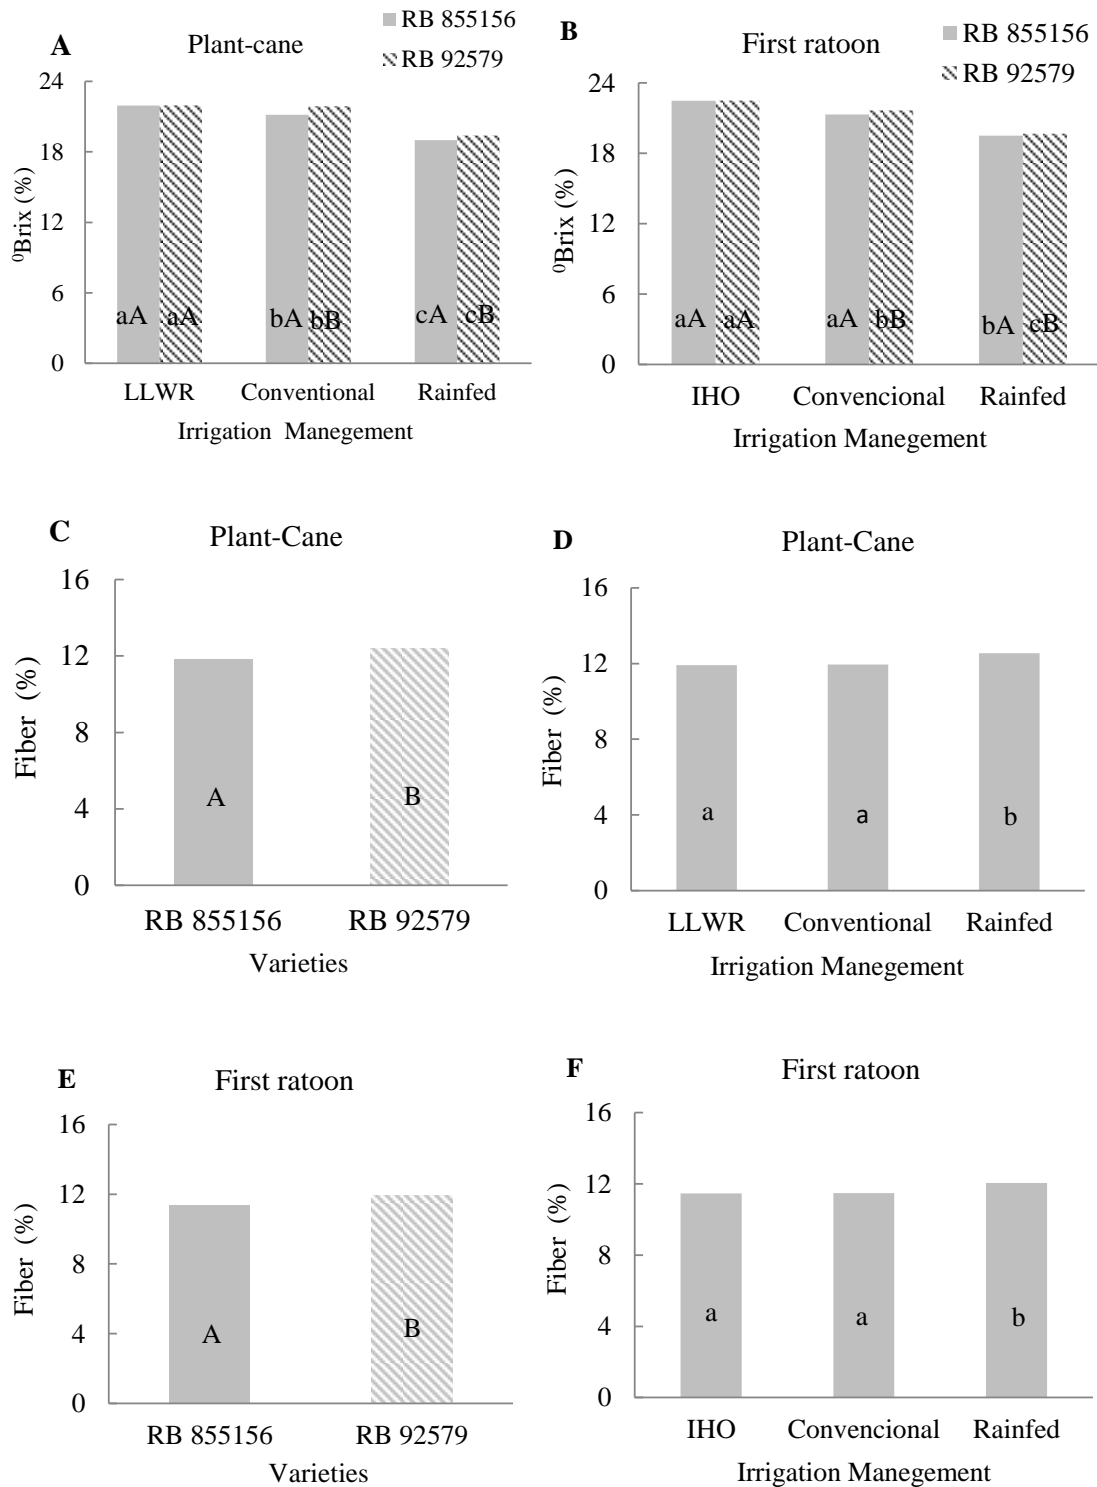 A
Plant-cane
RB 855156
RB 92579
24
18
12
6
0
⁰Brix (%)
aA
aA
bA
bB
cA
cB
LLWR
Conventional
Rainfed
Irrigation Manegement
B
First ratoon
RB 855156
RB 92579
24
18
12
6
0
⁰Brix (%)
aA
aA
aA
bB
bA
cB
IHO
Convencional
Rainfed
Irrigation Manegement
C
Plant-Cane
16
12
8
4
0
Fiber (%)
A
B
RB 855156
RB 92579
Varieties
D
Plant-Cane
16
12
8
4
0
Fiber (%)
a
a
b
LLWR
Conventional
Rainfed
Irrigation Manegement
E
First ratoon
16
12
8
4
0
Fiber (%)
A
B
RB 855156
RB 92579
Varieties
F
First ratoon
16
12
8
4
0
Fiber (%)
a
a
b
IHO
Convencional
Rainfed
Irrigation Manegement